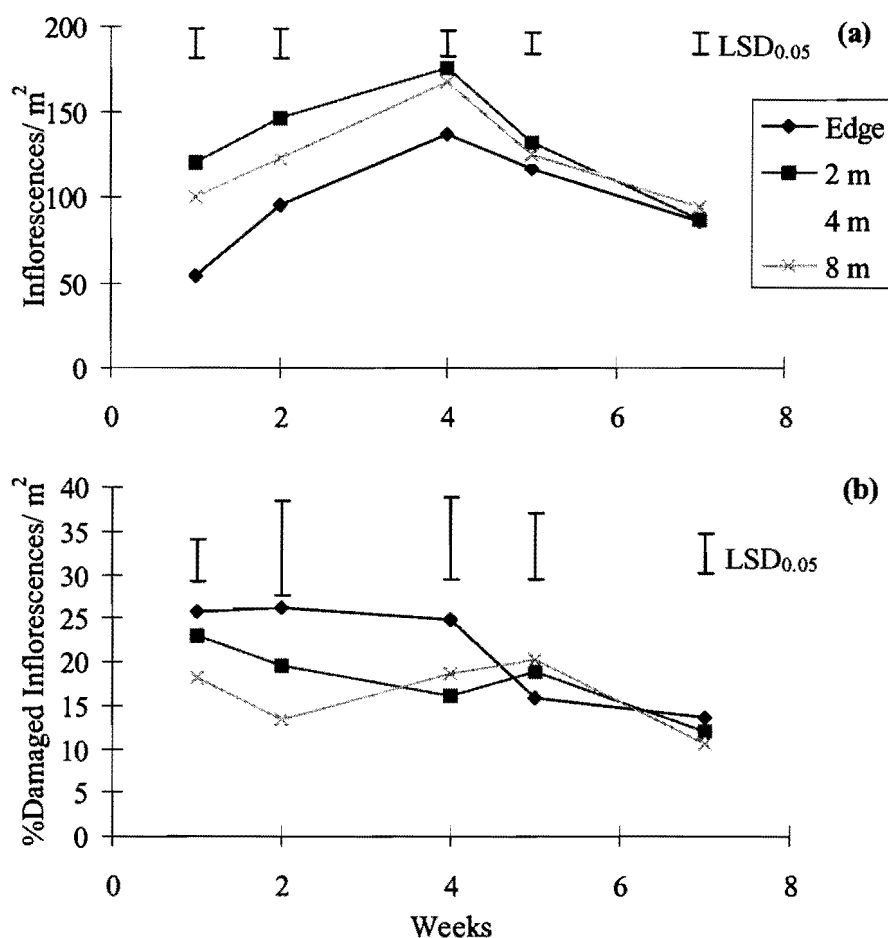 (a)
200
150
100
50
0
Inflorescences/ m²
LSD0.05
Edge
2 m
4 m
8 m
0 2 4 6 8
(b)
40
35
30
25
20
15
10
5
0
%Damaged Inflorescences/ m²
LSD0.05
0 2 4 6 8
Weeks